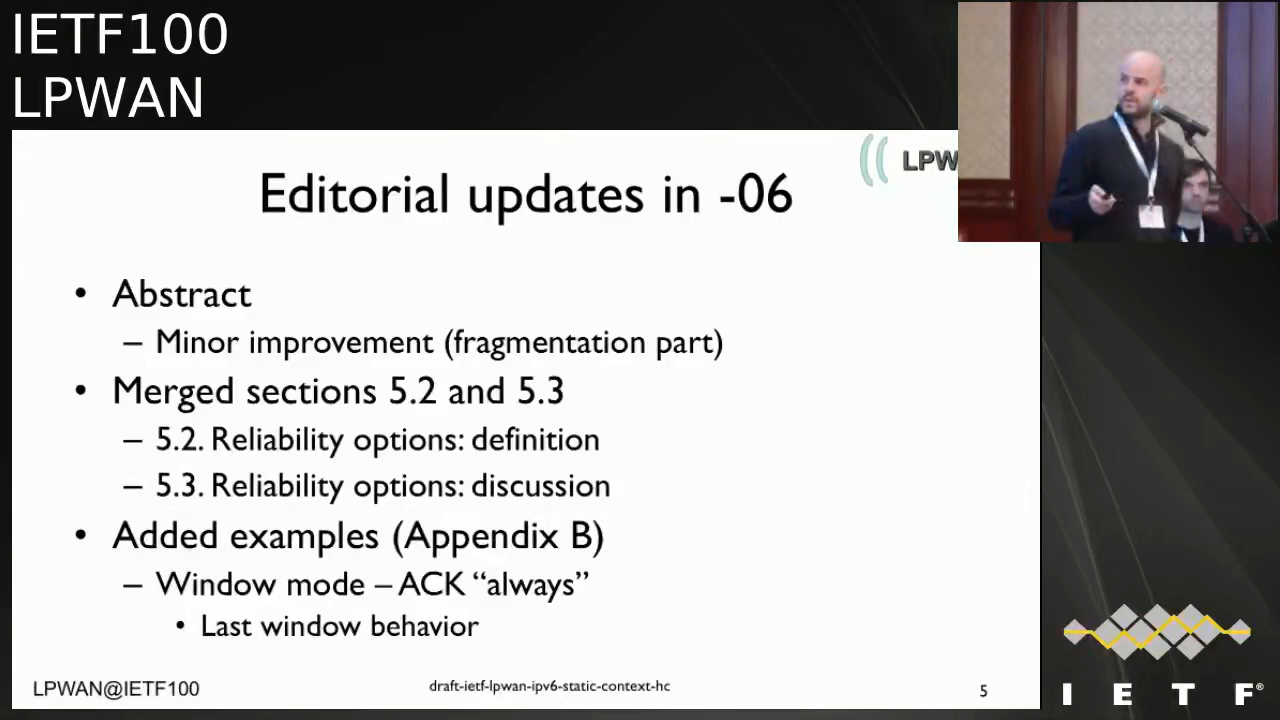 IETF100
LPWAN
LPW
Editorial updates in -06
• Abstract
– Minor improvement (fragmentation part)
• Merged sections 5.2 and 5.3
– 5.2. Reliability options: definition
– 5.3. Reliability options: discussion
• Added examples (Appendix B)
– Window mode – ACK “always”
• Last window behavior
LPWAN@IETF100
draft-ietf-lpwan-ipv6-static-context-hc
5
I E T F®